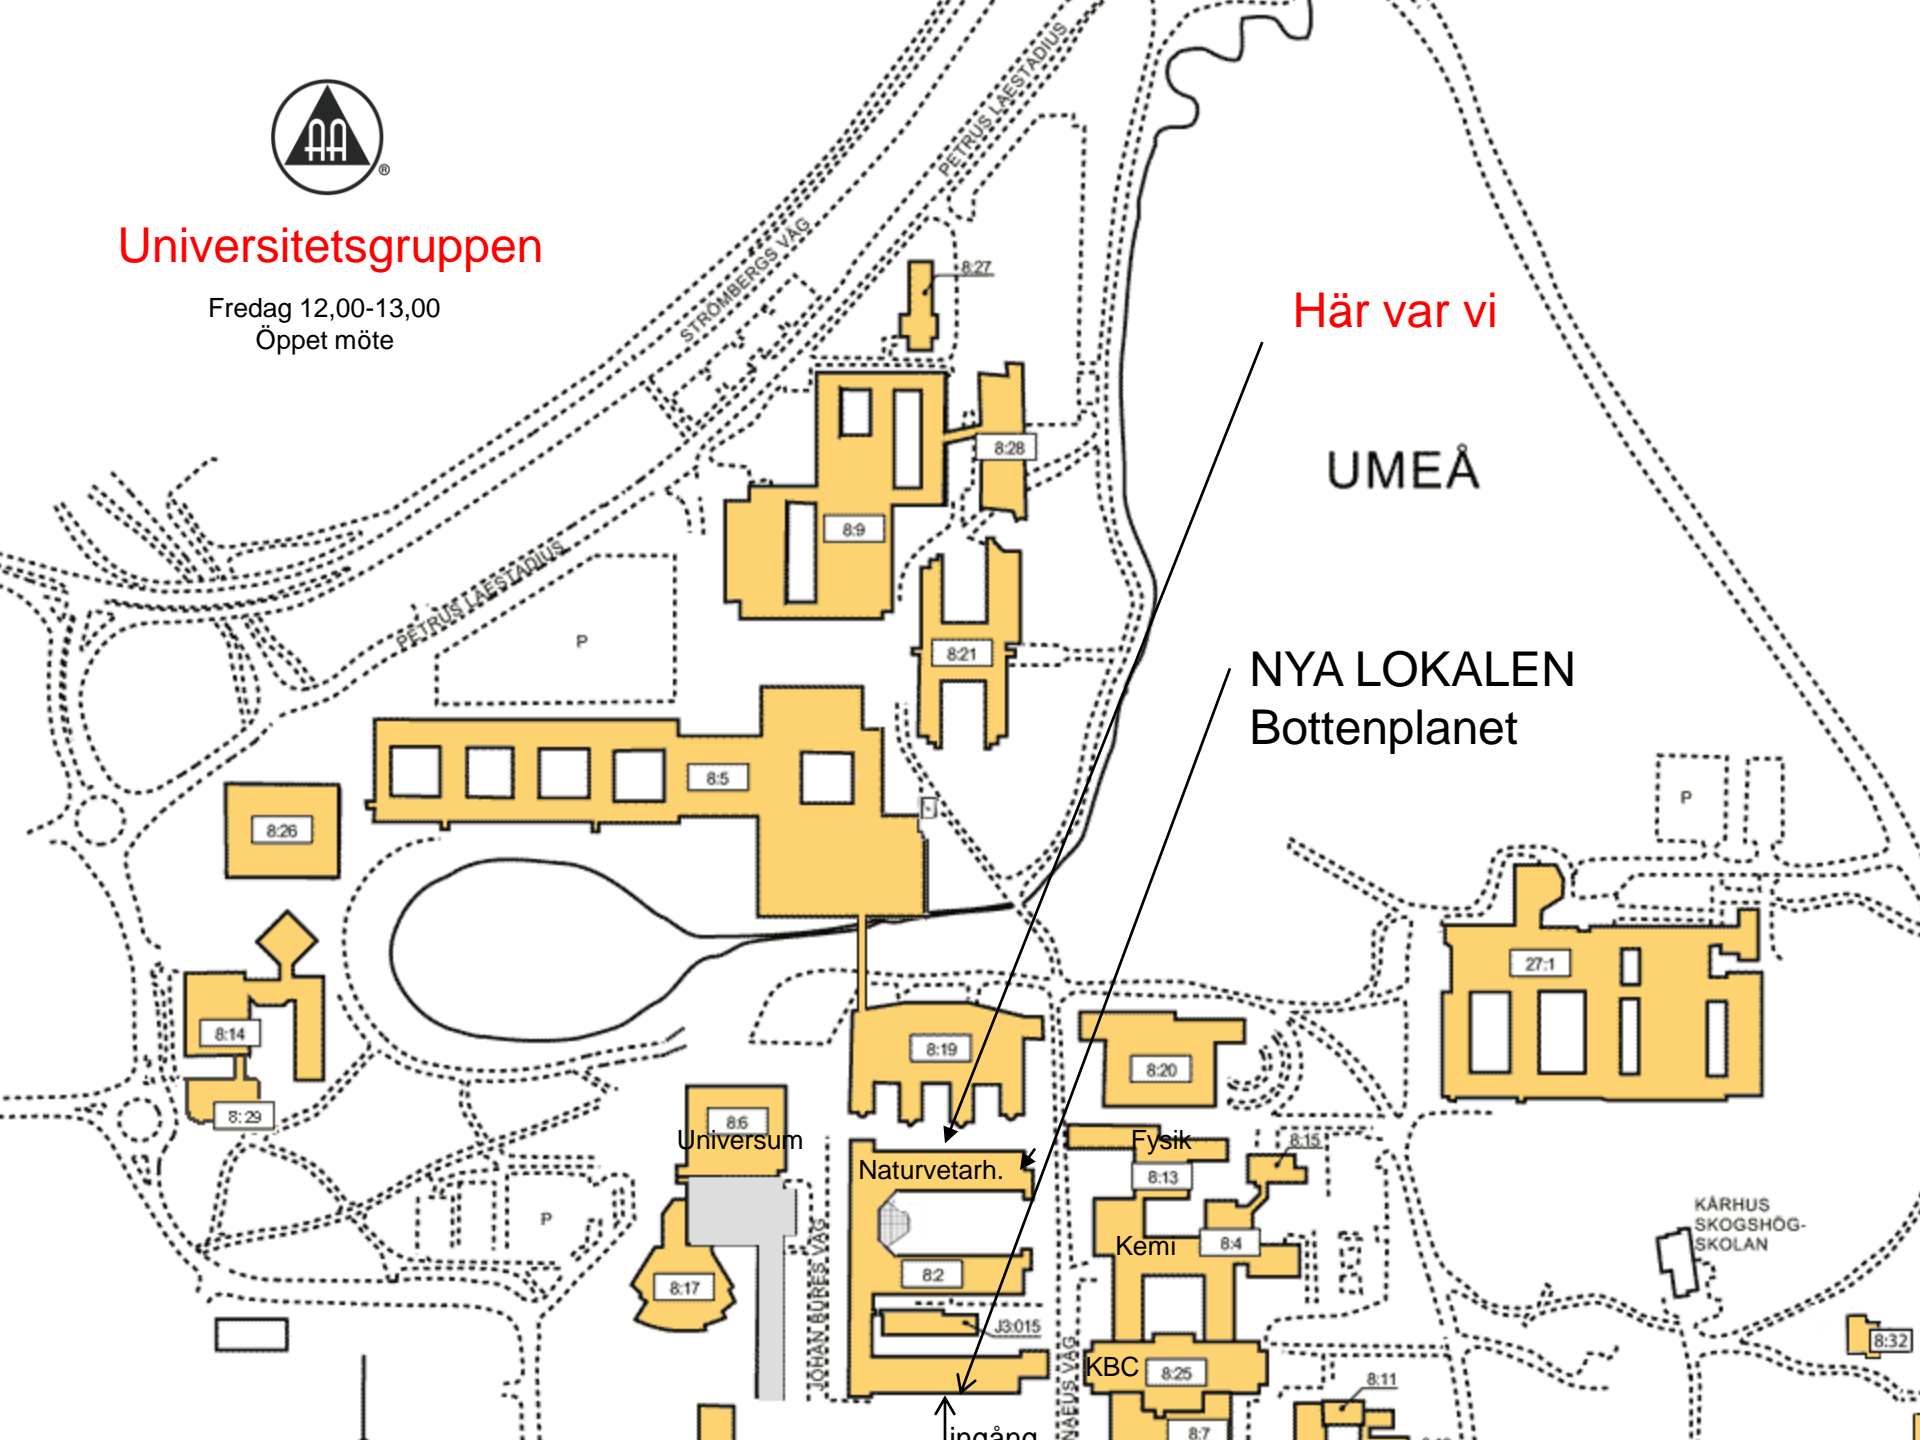 AA
®
Universitetsgruppen
Fredag 12,00-13,00
Öppet möte
PETRUS LAESTADIUS
STRÖMBERGS VÄG
8:27
Här var vi
8:28
UMEÅ
8:9
PETRUS LAESTADIUS
P
8:21
NYA LOKALEN
Bottenplanet
8:5
P
8:26
27:1
8:14
8:19
8:20
8:29
8:6
Universum
Fysik
8:15
Naturvetarh.
8:13
P
KÅRHUS
SKOGSHÖG-
SKOLAN
Kemi
8:4
8:2
8:17
JOHAN BURES VÄG
J3:015
8:32
KBC
8:25
NAEUS VÄG
8:11
8:7
ingång